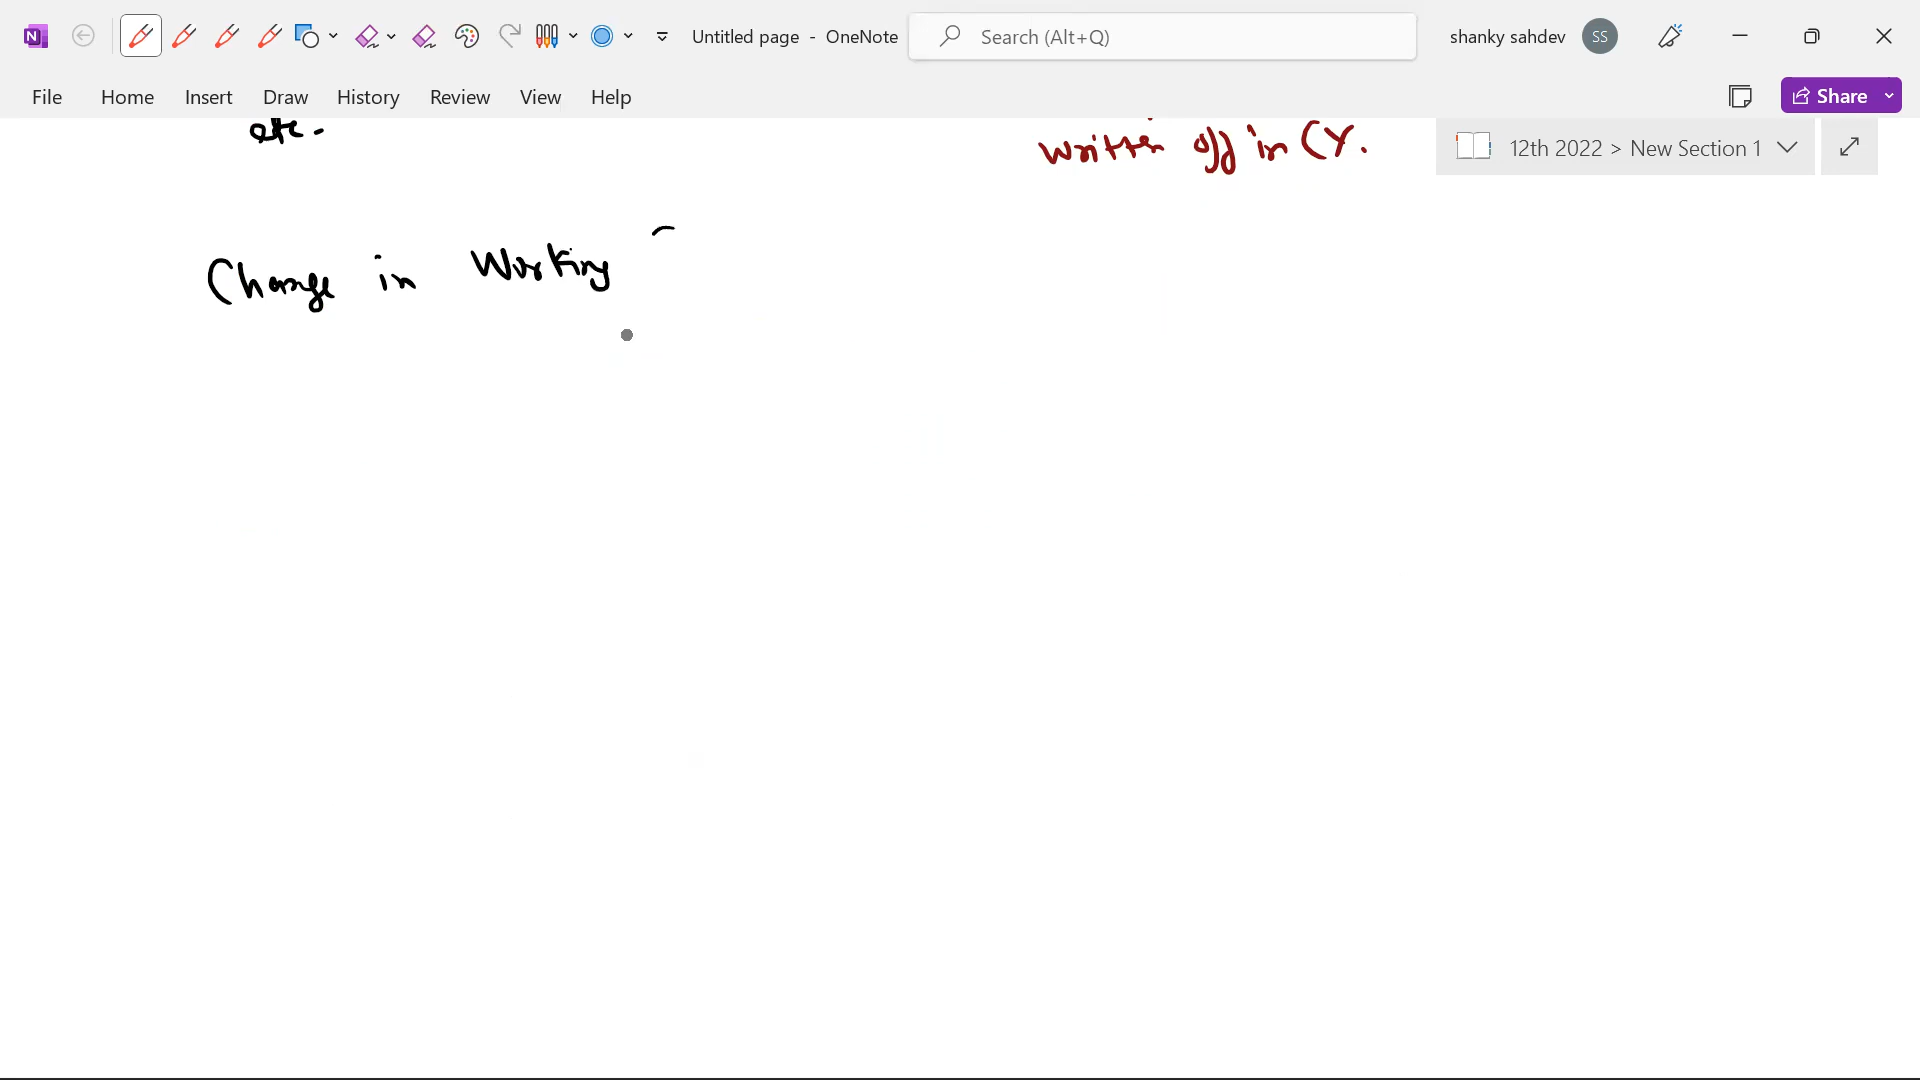 Untitled page - OneNote
Search (Alt+Q)
shanky sahdev
SS
File Home Insert Draw History Review View Help
Share
12th 2022 > New Section 1
etc.
written off in CY.
Change in Working